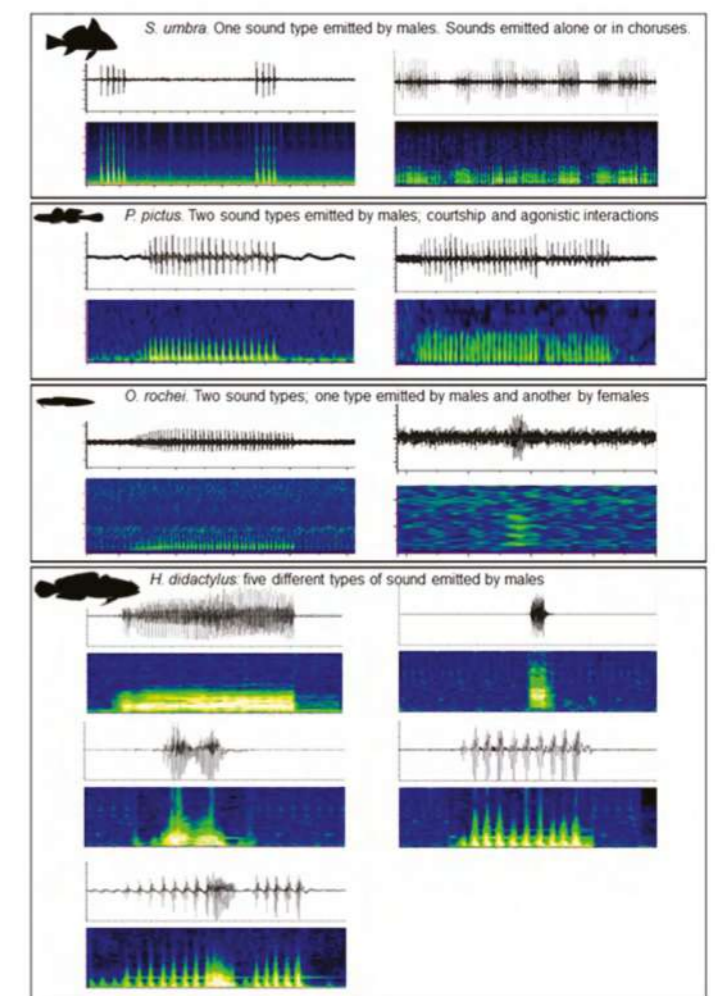 S. umbra. One sound type emitted by males. Sounds emitted alone or in choruses.
P. pictus. Two sound types emitted by males; courtship and agonistic interactions
O. rochei. Two sound types; one type emitted by males and another by females
H. didactylus: five different types of sound emitted by males